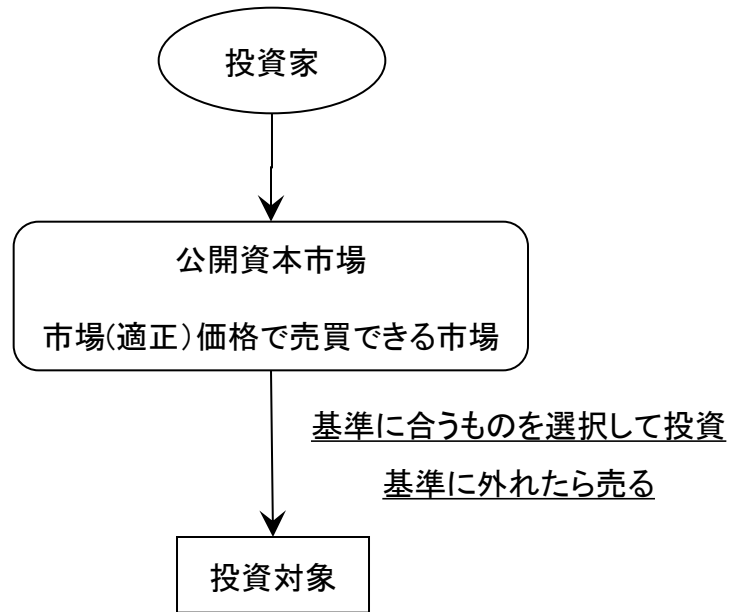 投資家
公開資本市場
市場(適正)価格で売買できる市場
基準に合うものを選択して投資
基準に外れたら売る
投資対象